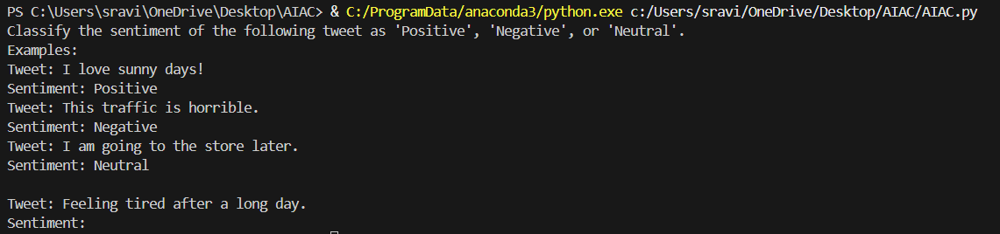 PS C:\Users\sravi\OneDrive\Desktop\AIAC> & C:/ProgramData/anaconda3/python.exe c:/Users/sravi/OneDrive/Desktop/AIAC/AIAC.py
Classify the sentiment of the following tweet as 'Positive', 'Negative', or 'Neutral'.
Examples:
Tweet: I love sunny days!
Sentiment: Positive
Tweet: This traffic is horrible.
Sentiment: Negative
Tweet: I am going to the store later.
Sentiment: Neutral

Tweet: Feeling tired after a long day.
Sentiment: